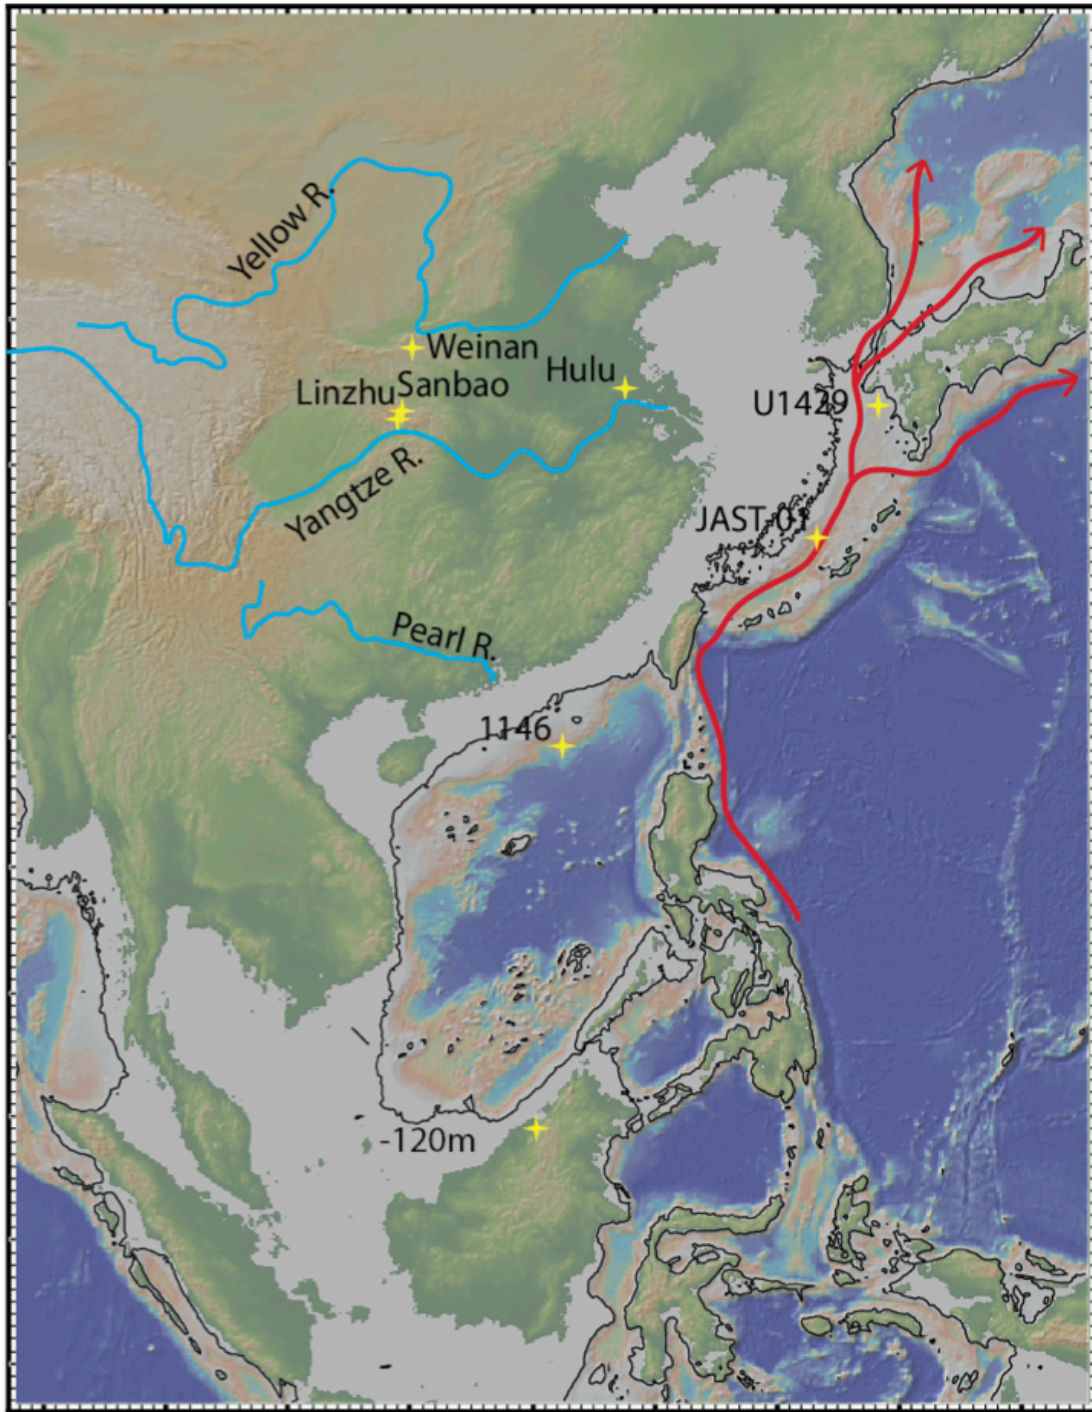 Yellow R.
Weinan
Linzhu Sanbao
Hulu
U1429
Yangtze R.
JAST 01
Pearl R.
1146
-120m